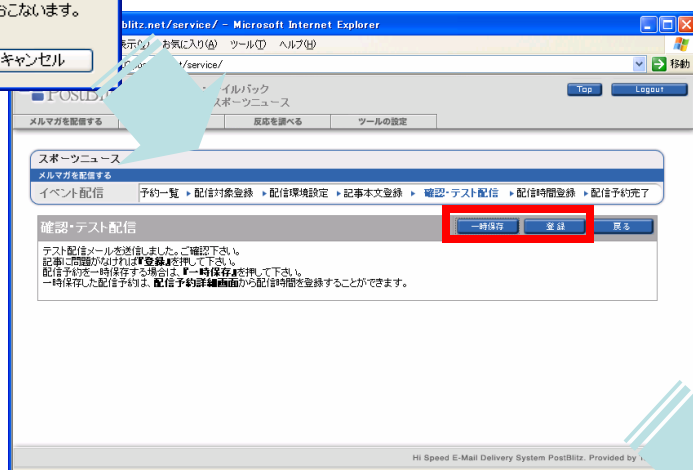 おこないます。
キャンセル
blitz.net/service/ - Microsoft Internet Explorer
お気に入り(A) ツール(T) ヘルプ(H)
/service/
移動
イルバック
スポーツニュース
Top
Logout
メルマガを配信する
反応を調べる
ツールの設定
スポーツニュース
メルマガを配信する
イベント配信
予約一覧 ▶ 配信対象登録 ▶ 配信環境設定 ▶ 記事本文登録 ▶ 確認・テスト配信 ▶ 配信時間登録 ▶ 配信予約完了
確認・テスト配信
一時保存
登録
戻る
テスト配信メールを送信しました。ご確認下さい。
記事に問題がなければ『登録』を押して下さい。
配信予約を一時保存する場合は、『一時保存』を押して下さい。
一時保存した配信予約は、配信予約詳細画面から配信時間を登録することができます。
Hi Speed E-Mail Delivery System PostBlitz. Provided by